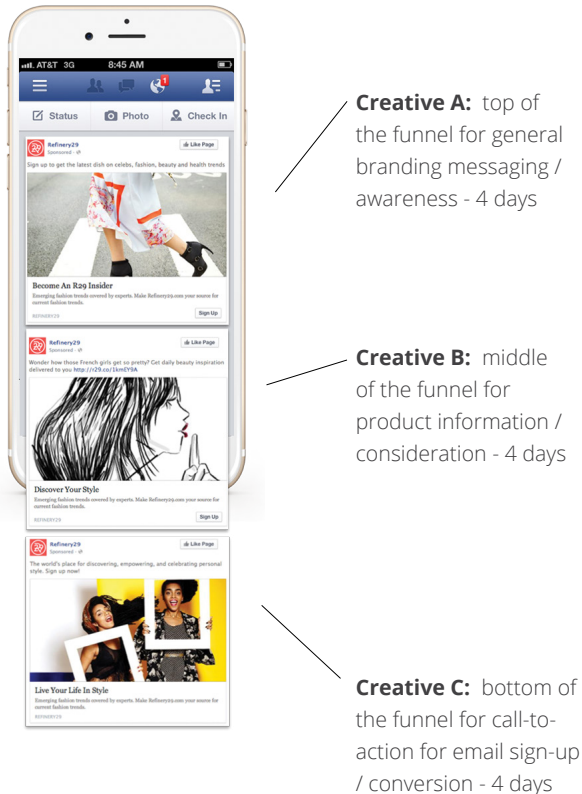 AT&T 3G 8:45 AM
1
Status Photo Check In
Refinery29
Sponsored ·
Like Page
Sign up to get the latest dish on celebs, fashion, beauty and health trends
Become An R29 Insider
Emerging fashion trends covered by experts. Make Refinery29.com your source for
current fashion trends.
REFINERY29
Sign Up
Creative A: top of
the funnel for general
branding messaging /
awareness - 4 days
R29
Refinery29
Sponsored ·
Like Page
Wonder how those French girls get so pretty? Get daily beauty inspiration
delivered to you http://r29.co/1kmEY9A
Discover Your Style
Emerging fashion trends covered by experts. Make Refinery29.com your source for
current fashion trends.
REFINERY29
Sign Up
Creative B: middle
of the funnel for
product information /
consideration - 4 days
R29
Refinery29
Sponsored ·
Like Page
The world's place for discovering, empowering, and celebrating personal
style. Sign up now!
Live Your Life In Style
Emerging fashion trends covered by experts. Make Refinery29.com your source for
current fashion trends.
REFINERY29
Creative C: bottom of
the funnel for call-to-
action for email sign-up
/ conversion - 4 days